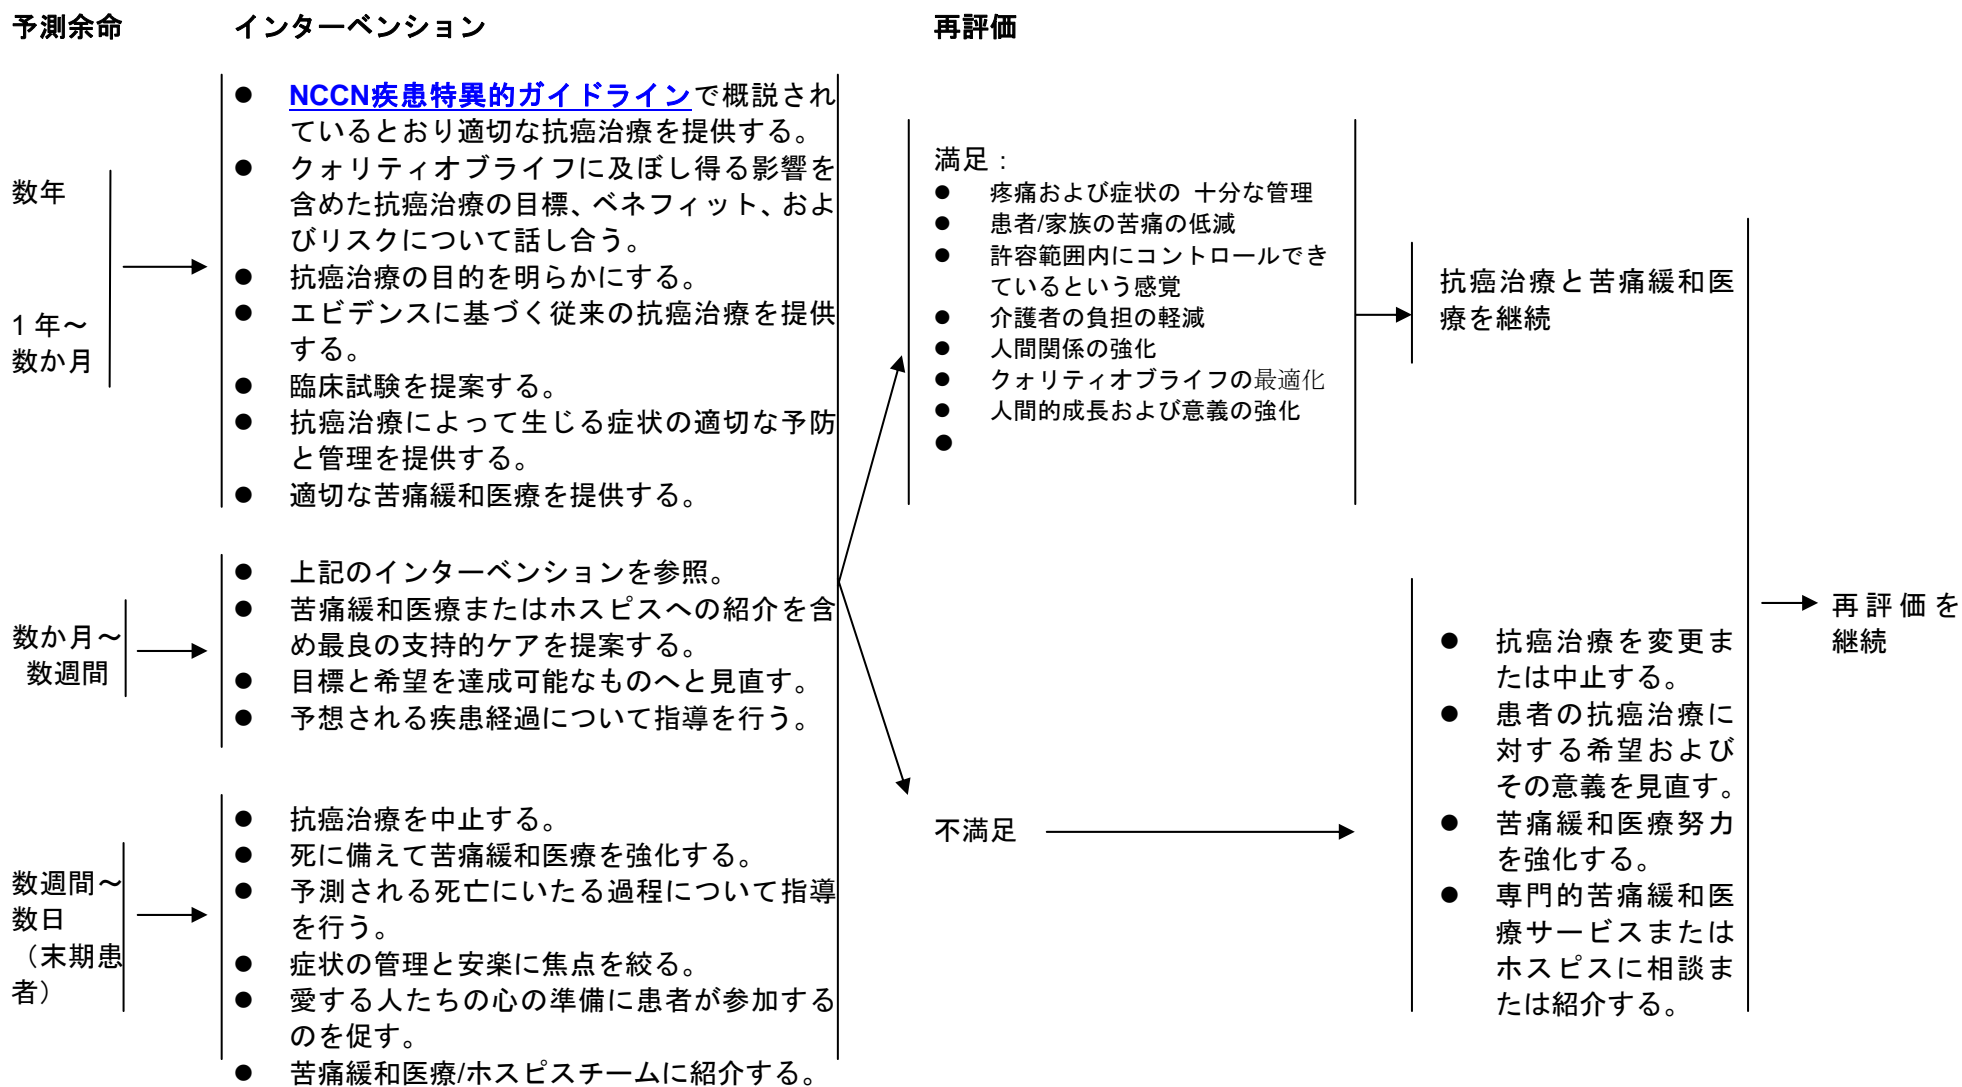 予測余命
インターベンション
再評価
数年
1 年～
数か月
● NCCN疾患特異的ガイドラインで概説され
ているとおり適切な抗癌治療を提供する。
● クォリティオブライフに及ぼし得る影響を
含めた抗癌治療の目標、ベネフィット、およ
びリスクについて話し合う。
● 抗癌治療の目的を明らかにする。
● エビデンスに基づく従来の抗癌治療を提供
する。
● 臨床試験を提案する。
● 抗癌治療によって生じる症状の適切な予防
と管理を提供する。
● 適切な苦痛緩和医療を提供する。
数か月～
数週間
● 上記のインターベンションを参照。
● 苦痛緩和医療またはホスピスへの紹介を含
め最良の支持的ケアを提案する。
● 目標と希望を達成可能なものへと見直す。
● 予想される疾患経過について指導を行う。
数週間～
数日
（末期患
者）
● 抗癌治療を中止する。
● 死に備えて苦痛緩和医療を強化する。
● 予測される死亡にいたる過程について指導
を行う。
● 症状の管理と安楽に焦点を絞る。
● 愛する人たちの心の準備に患者が参加する
のを促す。
● 苦痛緩和医療/ホスピスチームに紹介する。
満足：
● 疼痛および症状の 十分な管理
● 患者/家族の苦痛の低減
● 許容範囲内にコントロールでき
ているという感覚
● 介護者の負担の軽減
● 人間関係の強化
● クォリティオブライフの最適化
● 人間的成長および意義の強化
●
抗癌治療と苦痛緩和医
療を継続
不満足
● 抗癌治療を変更ま
たは中止する。
● 患者の抗癌治療に
対する希望および
その意義を見直す。
● 苦痛緩和医療努力
を強化する。
● 専門的苦痛緩和医
療サービスまたは
ホスピスに相談ま
たは紹介する。
再評価を
継続